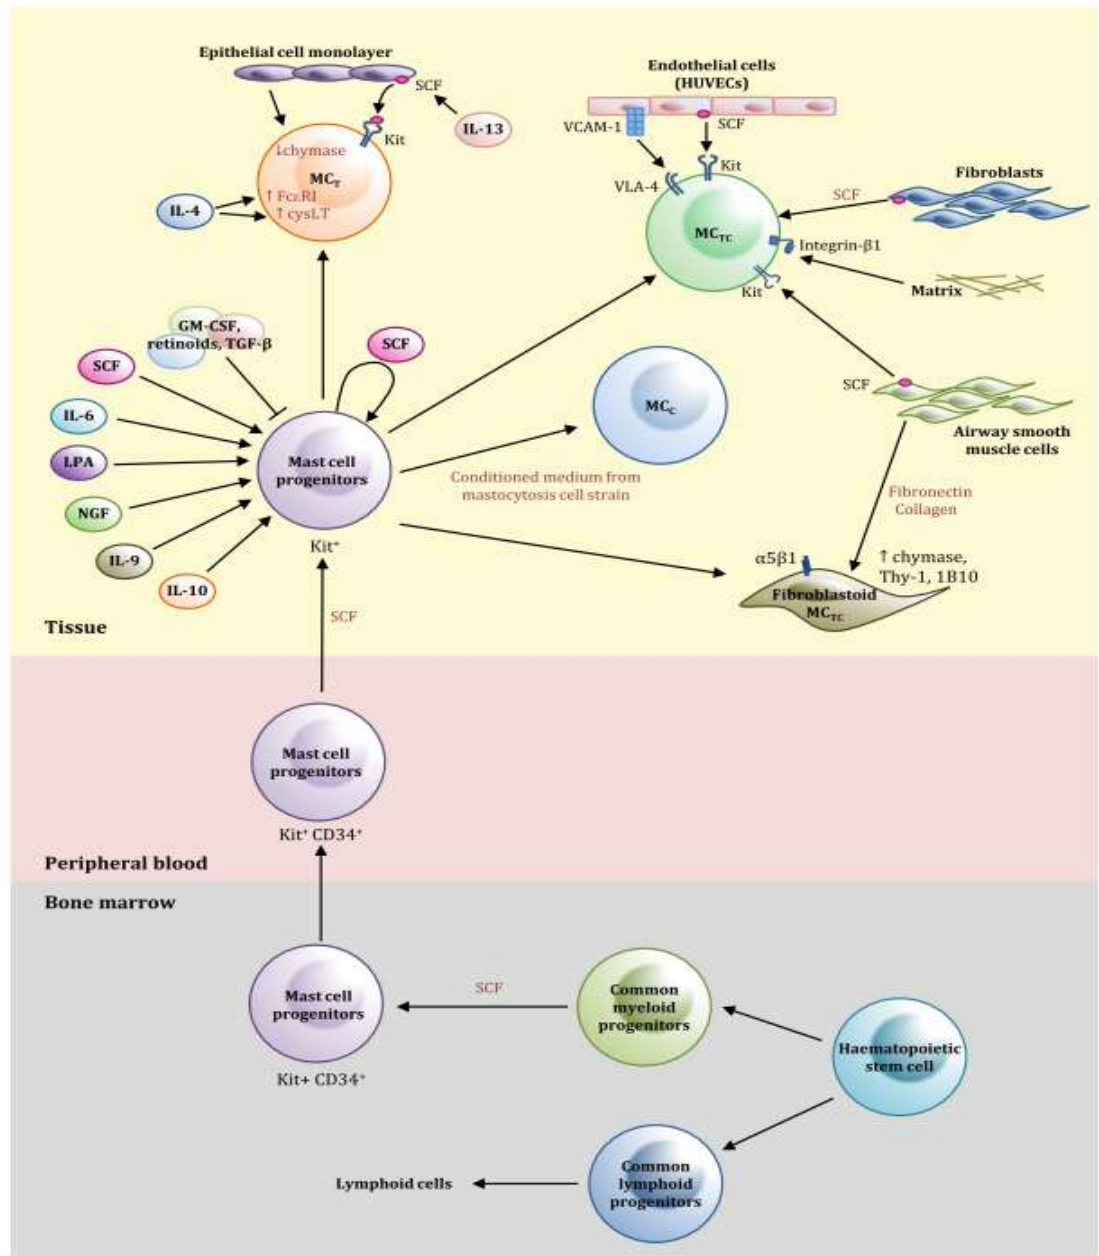 Epithelial cell monolayer
SCF
IL-13
Kit
↓chymase
MCT
↑ FcεRI
↑ cysLT
IL-4
Endothelial cells
(HUVECs)
VCAM-1
SCF
Kit
VLA-4
MCTC
Integrin-β1
Kit
Fibroblasts
SCF
Matrix
GM-CSF,
retinoids, TGF-β
SCF
SCF
IL-6
LPA
NGF
IL-9
IL-10
Mast cell
progenitors
Kit+
MCC
Conditioned medium from
mastocytosis cell strain
SCF
Airway smooth
muscle cells
Fibronectin
Collagen
α5β1
↑ chymase,
Thy-1, 1B10
Fibroblastoid
MCTC
SCF
Tissue
Mast cell
progenitors
Kit+ CD34+
Peripheral blood
Bone marrow
Mast cell
progenitors
Kit+ CD34+
SCF
Common
myeloid
progenitors
Haematopoietic
stem cell
Common
lymphoid
progenitors
Lymphoid cells